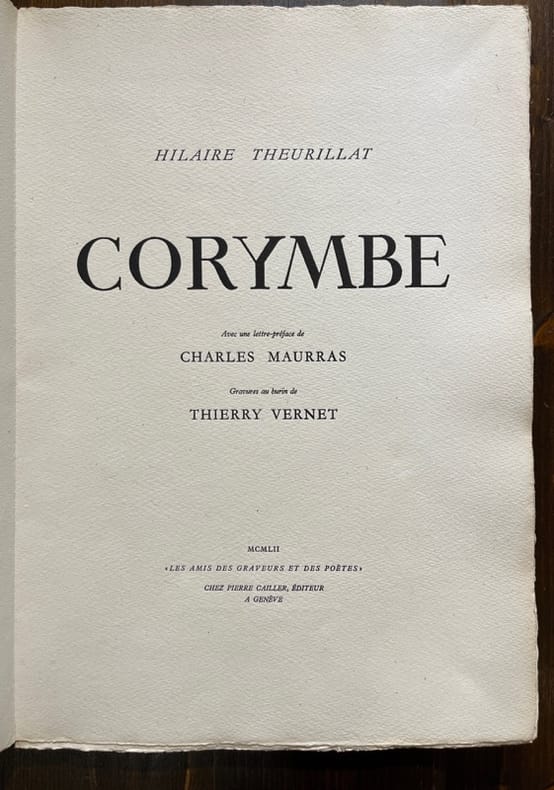 HILAIRE THEURILLAT
CORYMBE
Avec une lettre-préface de
CHARLES MAURRAS
Gravures au burin de
THIERRY VERNET
MCMLII
«LES AMIS DES GRAVEURS ET DES POÈTES»
CHEZ PIERRE CAILLER, ÉDITEUR
A GENÈVE